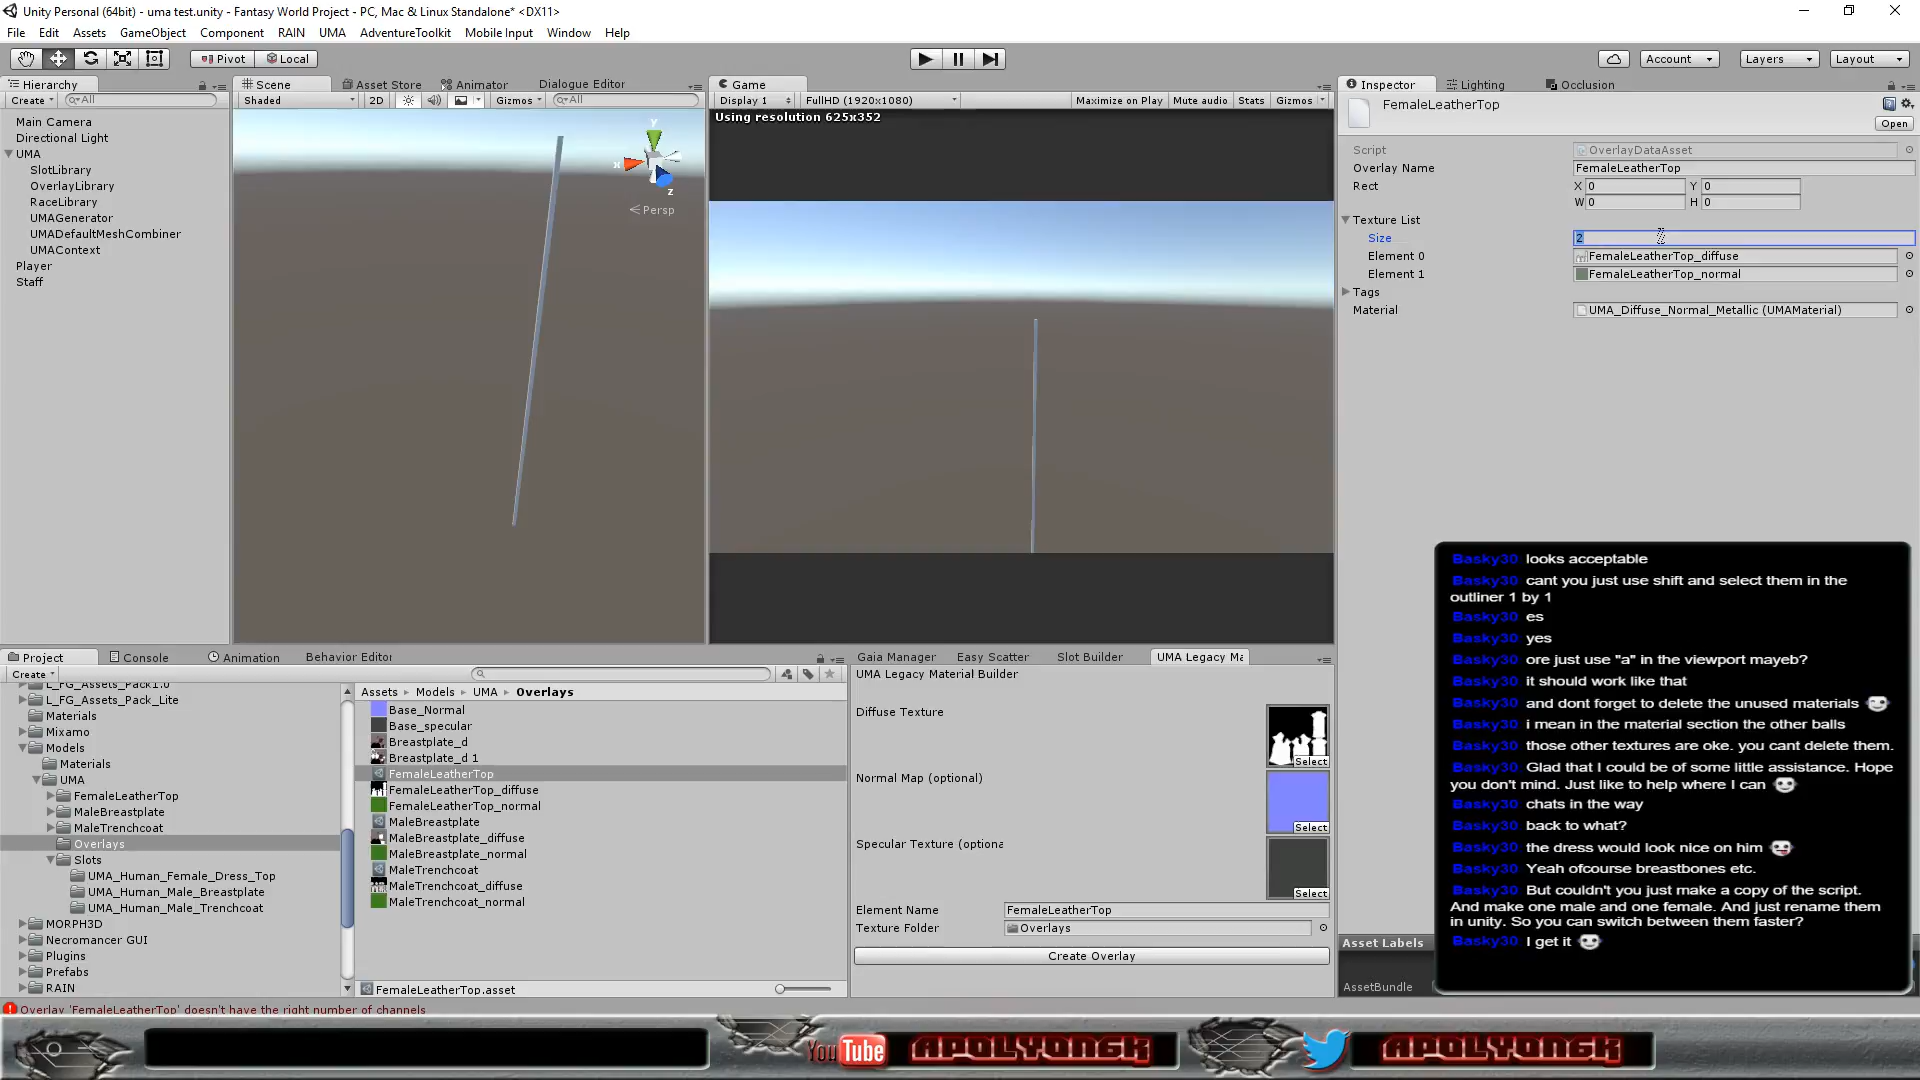 Unity Personal (64bit) - uma test.unity - Fantasy World Project - PC, Mac & Linux Standalone* <DX11>
File Edit Assets GameObject Component RAIN UMA AdventureToolkit Mobile Input Window Help
Pivot Local Account Layers Layout
Hierarchy
Create All
Main Camera
Directional Light
UMA
SlotLibrary
OverlayLibrary
RaceLibrary
UMAGenerator
UMADefaultMeshCombiner
UMAContext
Player
Staff
Scene Asset Store Animator Dialogue Editor
Shaded 2D Gizmos All
y
x
z
Persp
Game
Display 1 FullHD (1920x1080) Maximize on Play Mute audio Stats Gizmos
Using resolution 625x352
Inspector Lighting Occlusion
FemaleLeatherTop
Open
Script OverlayDataAsset
Overlay Name FemaleLeatherTop
Rect X 0 Y 0
W 0 H 0
Texture List
Size 2
Element 0 FemaleLeatherTop_diffuse
Element 1 FemaleLeatherTop_normal
Tags
Material UMA_Diffuse_Normal_Metallic (UMAMaterial)
Project Console Animation Behavior Editor
Create
L_FG_Assets_Pack1.0
L_FG_Assets_Pack_Lite
Materials
Mixamo
Models
Materials
UMA
FemaleLeatherTop
MaleBreastplate
MaleTrenchcoat
Overlays
Slots
UMA_Human_Female_Dress_Top
UMA_Human_Male_Breastplate
UMA_Human_Male_Trenchcoat
MORPH3D
Necromancer GUI
Plugins
Prefabs
RAIN
Assets Models UMA Overlays
Base_Normal
Base_specular
Breastplate_d
Breastplate_d 1
FemaleLeatherTop
FemaleLeatherTop_diffuse
FemaleLeatherTop_normal
MaleBreastplate
MaleBreastplate_diffuse
MaleBreastplate_normal
MaleTrenchcoat
MaleTrenchcoat_diffuse
MaleTrenchcoat_normal
FemaleLeatherTop.asset
Gaia Manager Easy Scatter Slot Builder UMA Legacy Ma
UMA Legacy Material Builder
Diffuse Texture
Select
Normal Map (optional)
Select
Specular Texture (optiona
Select
Element Name FemaleLeatherTop
Texture Folder Overlays
Create Overlay
Basky30 looks acceptable
Basky30 cant you just use shift and select them in the
outliner 1 by 1
Basky30 es
Basky30 yes
Basky30 ore just use "a" in the viewport mayeb?
Basky30 it should work like that
Basky30 and dont forget to delete the unused materials
Basky30 i mean in the material section the other balls
Basky30 those other textures are oke. you cant delete them.
Basky30 Glad that I could be of some little assistance. Hope
you don't mind. Just like to help where I can
Basky30 chats in the way
Basky30 back to what?
Basky30 the dress would look nice on him
Basky30 Yeah ofcourse breastbones etc.
Basky30 But couldn't you just make a copy of the script.
And make one male and one female. And just rename them
in unity. So you can switch between them faster?
Basky30 I get it
Asset Labels
AssetBundle
Overlay 'FemaleLeatherTop' doesn't have the right number of channels
YouTube APOLYON6K APOLYON6K